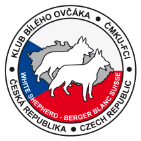 KLUB BÍLÉHO OVČÁKA • ČMKU-FCI
WHITE SHEPHERD - BERGER BLANC SUISSE
• ČESKÁ REPUBLIKA • CZECH REPUBLIC •